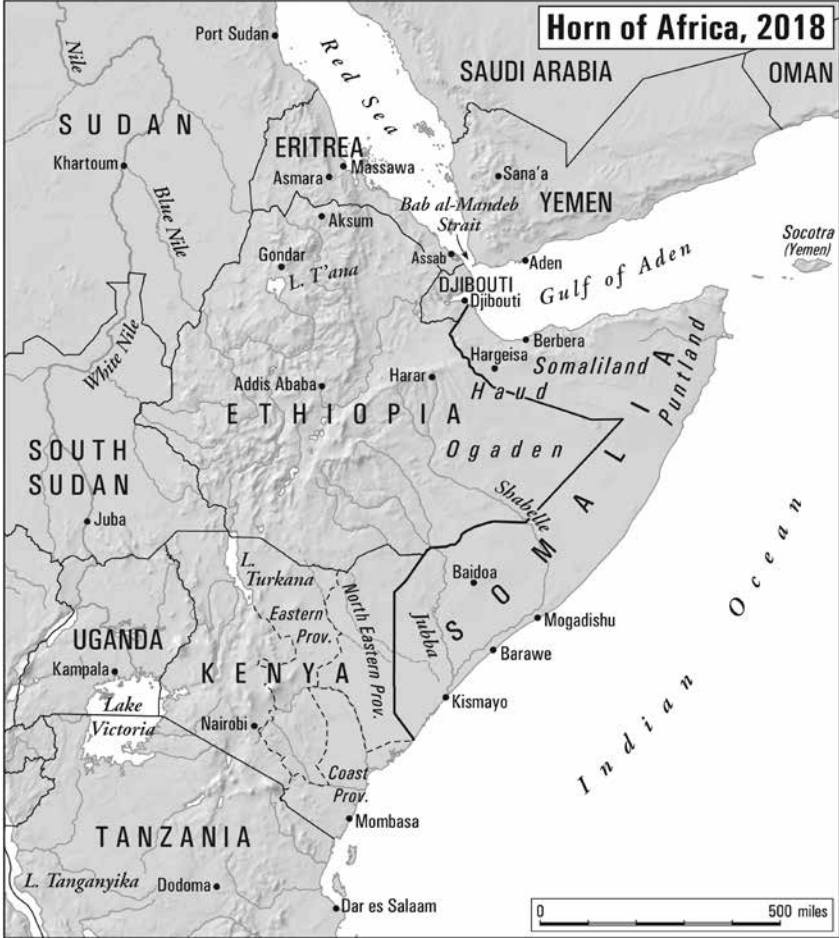 Horn of Africa, 2018
Port Sudan
Nile
Red Sea
SAUDI ARABIA
OMAN
SUDAN
Khartoum
ERITREA
Massawa
Asmara
Sana'a
YEMEN
Blue Nile
Bab al-Mandeb
Strait
Aksum
Socotra
(Yemen)
Gondar
L. T'ana
Assab
Aden
Gulf of Aden
DJIBOUTI
Djibouti
Berbera
Hargeisa
Somaliland
Puntland
White Nile
Addis Ababa
Harar
Haud
ETHIOPIA
Ogaden
SOUTH
SUDAN
Juba
Shabelle
SOMALIA
L.
Turkana
Baidoa
Eastern
Prov.
North Eastern Prov.
Jubba
Mogadishu
UGANDA
Kampala
KENYA
Barawe
Lake
Victoria
Nairobi
Kismayo
Indian Ocean
Coast
Prov.
Mombasa
TANZANIA
L. Tanganyika
Dodoma
Dar es Salaam
0 500 miles